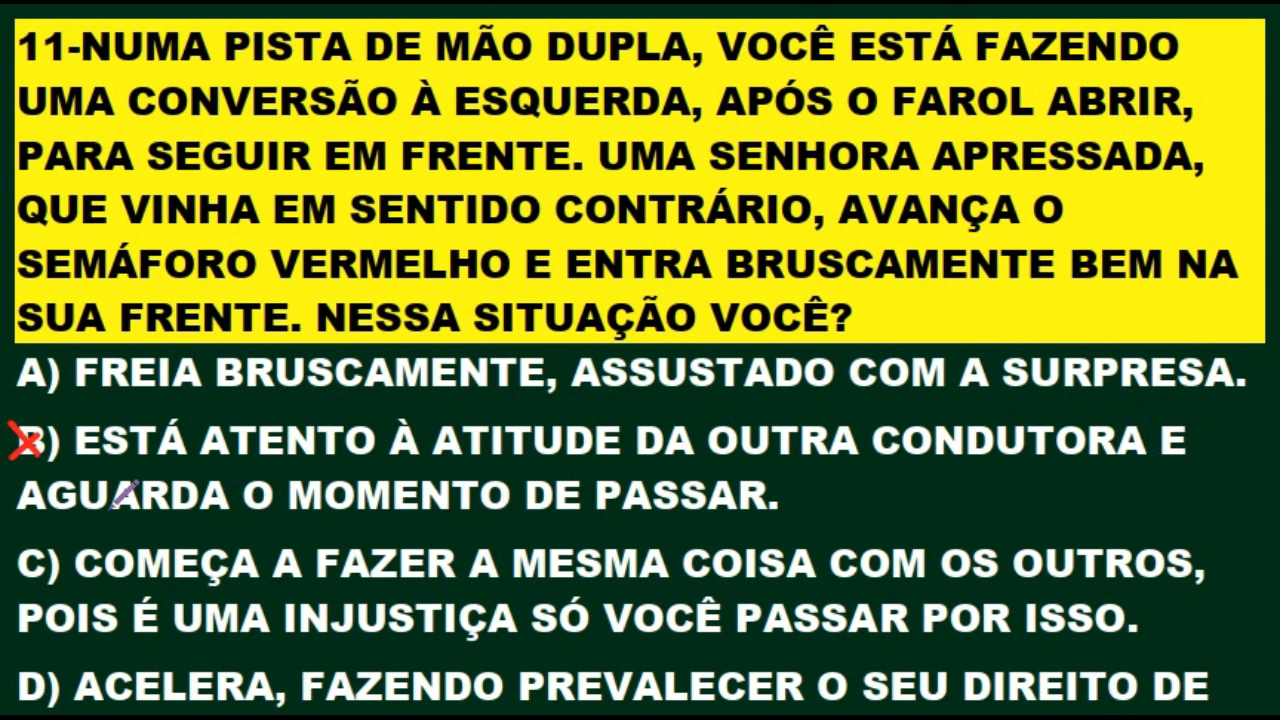 11-NUMA PISTA DE MÃO DUPLA, VOCÊ ESTÁ FAZENDO
UMA CONVERSÃO À ESQUERDA, APÓS O FAROL ABRIR,
PARA SEGUIR EM FRENTE. UMA SENHORA APRESSADA,
QUE VINHA EM SENTIDO CONTRÁRIO, AVANÇA O
SEMÁFORO VERMELHO E ENTRA BRUSCAMENTE BEM NA
SUA FRENTE. NESSA SITUAÇÃO VOCÊ?
A) FREIA BRUSCAMENTE, ASSUSTADO COM A SURPRESA.
B) ESTÁ ATENTO À ATITUDE DA OUTRA CONDUTORA E
AGUARDA O MOMENTO DE PASSAR.
C) COMEÇA A FAZER A MESMA COISA COM OS OUTROS,
POIS É UMA INJUSTIÇA SÓ VOCÊ PASSAR POR ISSO.
D) ACELERA, FAZENDO PREVALECER O SEU DIREITO DE